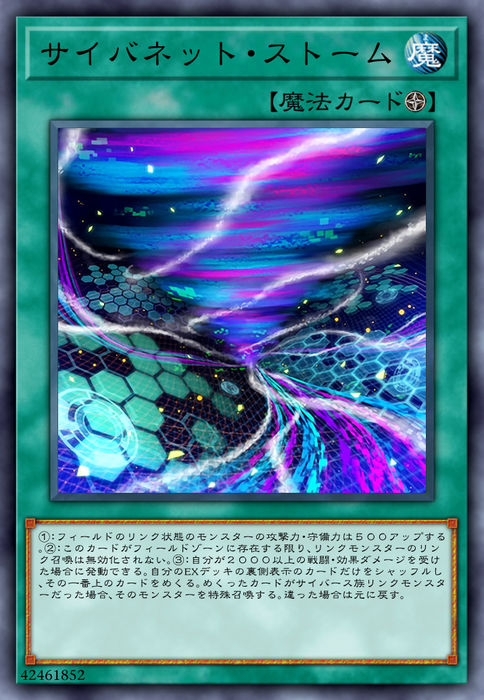 サイバネット・ストーム
魔
【魔法カード】
①:フィールドのリンク状態のモンスターの攻撃力・守備力は５００アップする
。②:このカードがフィールドゾーンに存在する限り、リンクモンスターのリン
ク召喚は無効化されない。③:自分が２０００以上の戦闘・効果ダメージを受け
た場合に発動できる。自分のEXデッキの裏側表示のカードだけをシャッフルし
、その一番上のカードをめくる。めくったカードがサイバース族リンクモンス
ターだった場合、そのモンスターを特殊召喚する。違った場合は元に戻す。
42461852